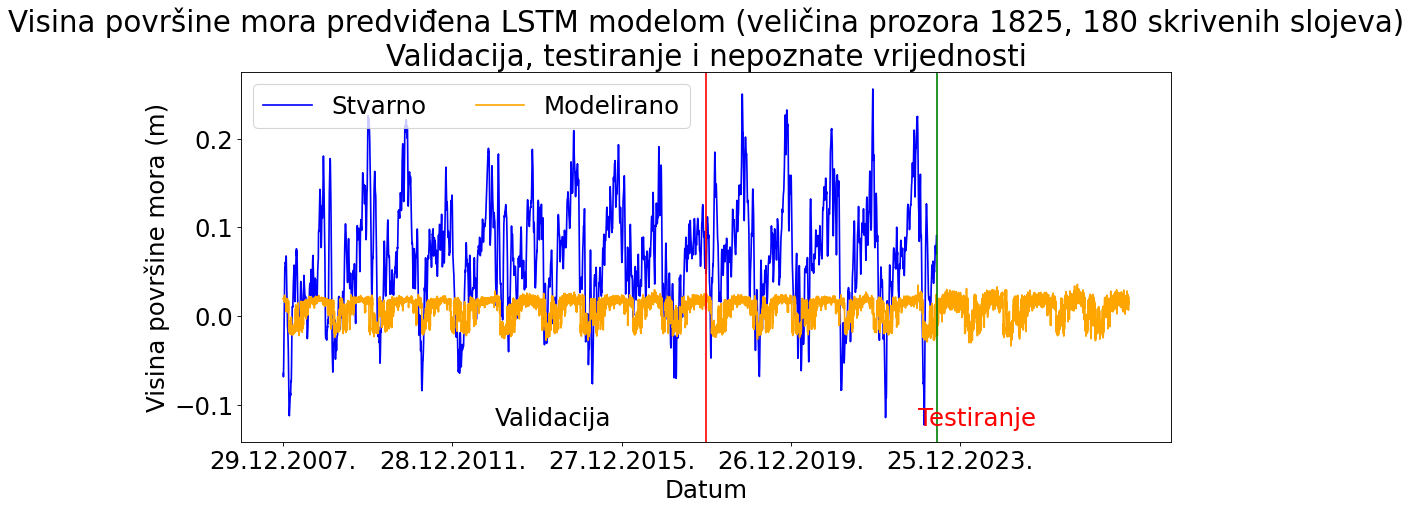 Visina površine mora predviđena LSTM modelom (veličina prozora 1825, 180 skrivenih slojeva)
Validacija, testiranje i nepoznate vrijednosti
Stvarno Modelirano
Visina površine mora (m)
0.2
0.1
0.0
−0.1
Validacija
Testiranje
29.12.2007. 28.12.2011. 27.12.2015. 26.12.2019. 25.12.2023.
Datum